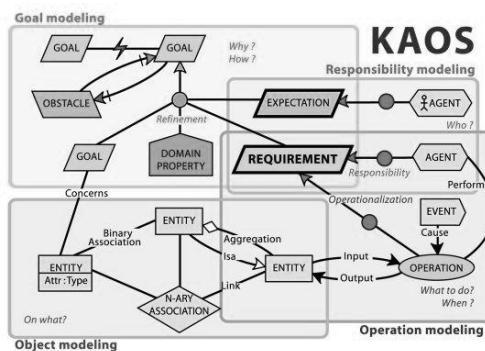 Goal modeling
KAOS
GOAL
GOAL
Why ?
How ?
Responsibility modeling
OBSTACLE
EXPECTATION
AGENT
Refinement
Who ?
GOAL
DOMAIN
PROPERTY
REQUIREMENT
AGENT
Responsibility
Concerns
Perform
Operationalization
ENTITY
EVENT
Binary
Association
Aggregation
Cause
Isa
ENTITY
Attr : Type
ENTITY
Input
OPERATION
Link
Output
N-ARY
ASSOCIATION
What to do?
When ?
On what?
Object modeling
Operation modeling